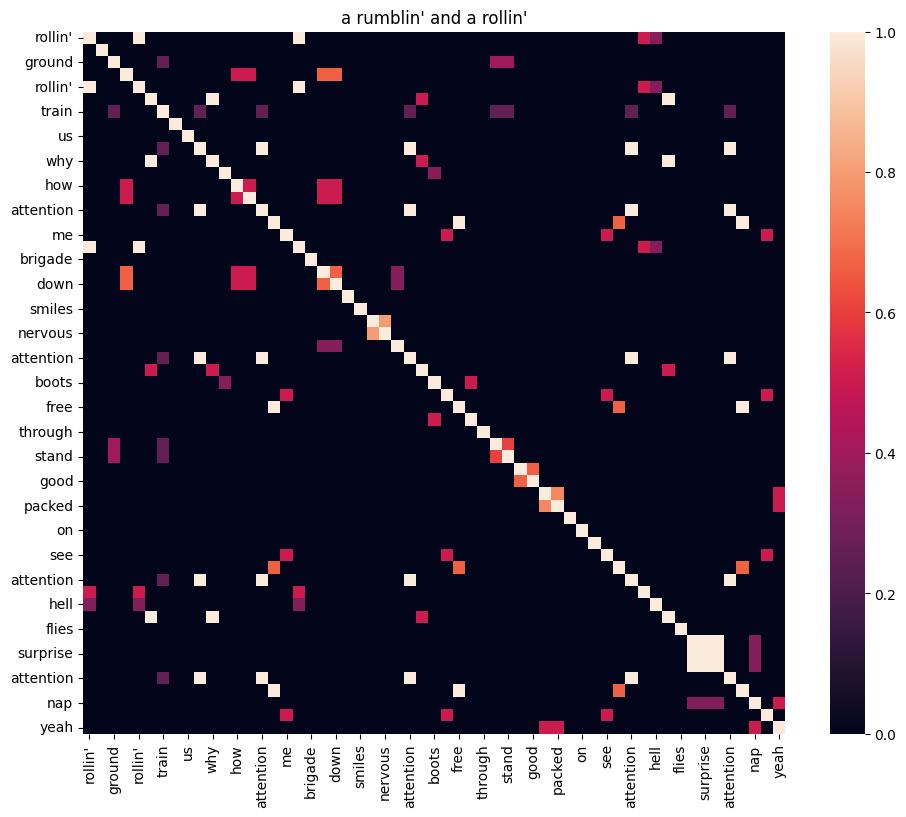 a rumblin' and a rollin'
rollin'
ground
rollin'
train
us
why
how
attention
me
brigade
down
smiles
nervous
attention
boots
free
through
stand
good
packed
on
see
attention
hell
flies
surprise
attention
nap
yeah
rollin'
ground
rollin'
train
us
why
how
attention
me
brigade
down
smiles
nervous
attention
boots
free
through
stand
good
packed
on
see
attention
hell
flies
surprise
attention
nap
yeah
1.0
0.8
0.6
0.4
0.2
0.0